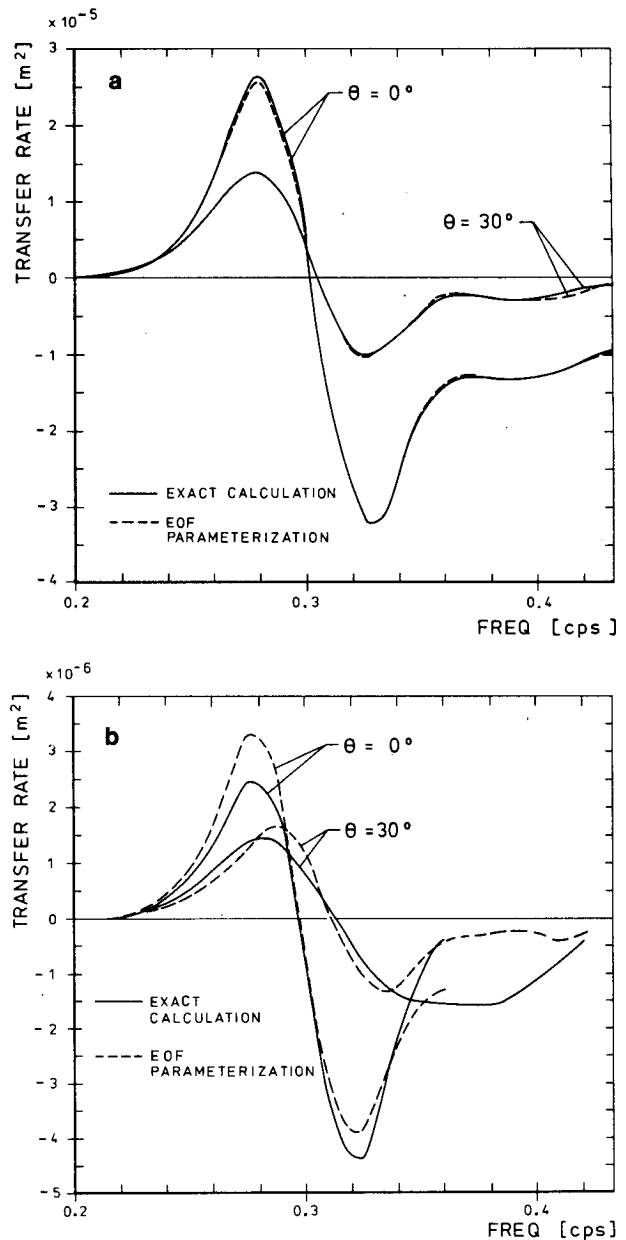 ×10⁻⁵
3
2
1
0
-1
-2
-3
-4
TRANSFER RATE [m²]
a
θ = 0°
θ = 30°
EXACT CALCULATION
EOF
PARAMETERIZATION
0.2
0.3
0.4
FREQ [cps]
×10⁻⁶
4
3
2
1
0
-1
-2
-3
-4
-5
TRANSFER RATE [m²]
b
θ = 0°
θ = 30°
EXACT
CALCULATION
EOF
PARAMETERIZATION
0.2
0.3
0.4
FREQ [cps]